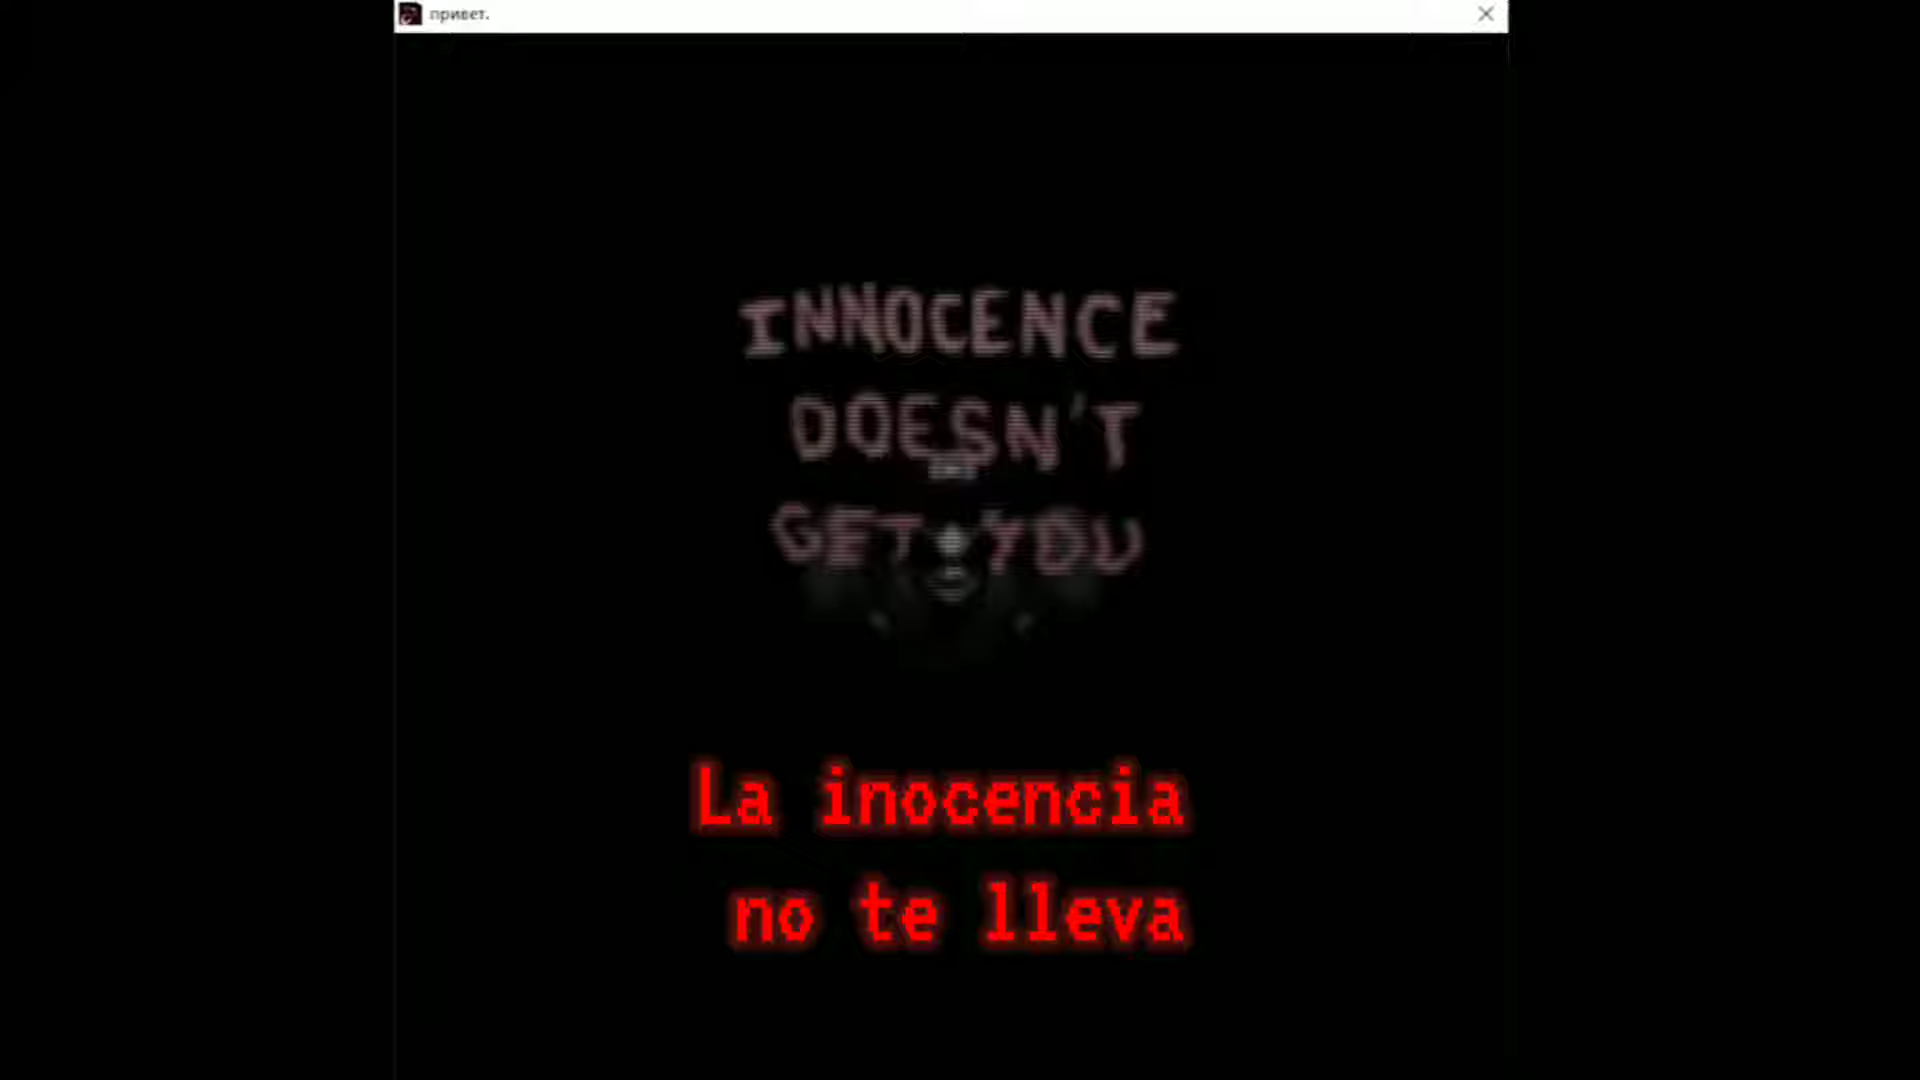 привет.
INNOCENCE
DOESN'T
GET YOU
La inocencia
no te lleva